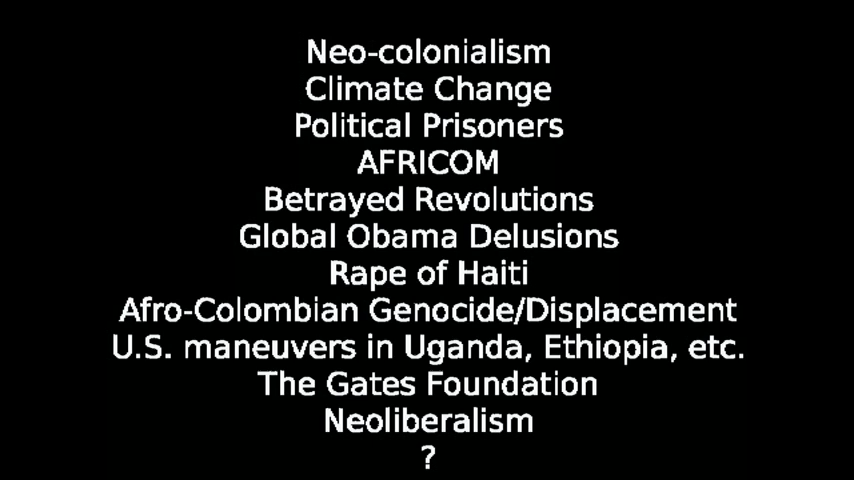 Neo-colonialism
Climate Change
Political Prisoners
AFRICOM
Betrayed Revolutions
Global Obama Delusions
Rape of Haiti
Afro-Colombian Genocide/Displacement
U.S. maneuvers in Uganda, Ethiopia, etc.
The Gates Foundation
Neoliberalism
?